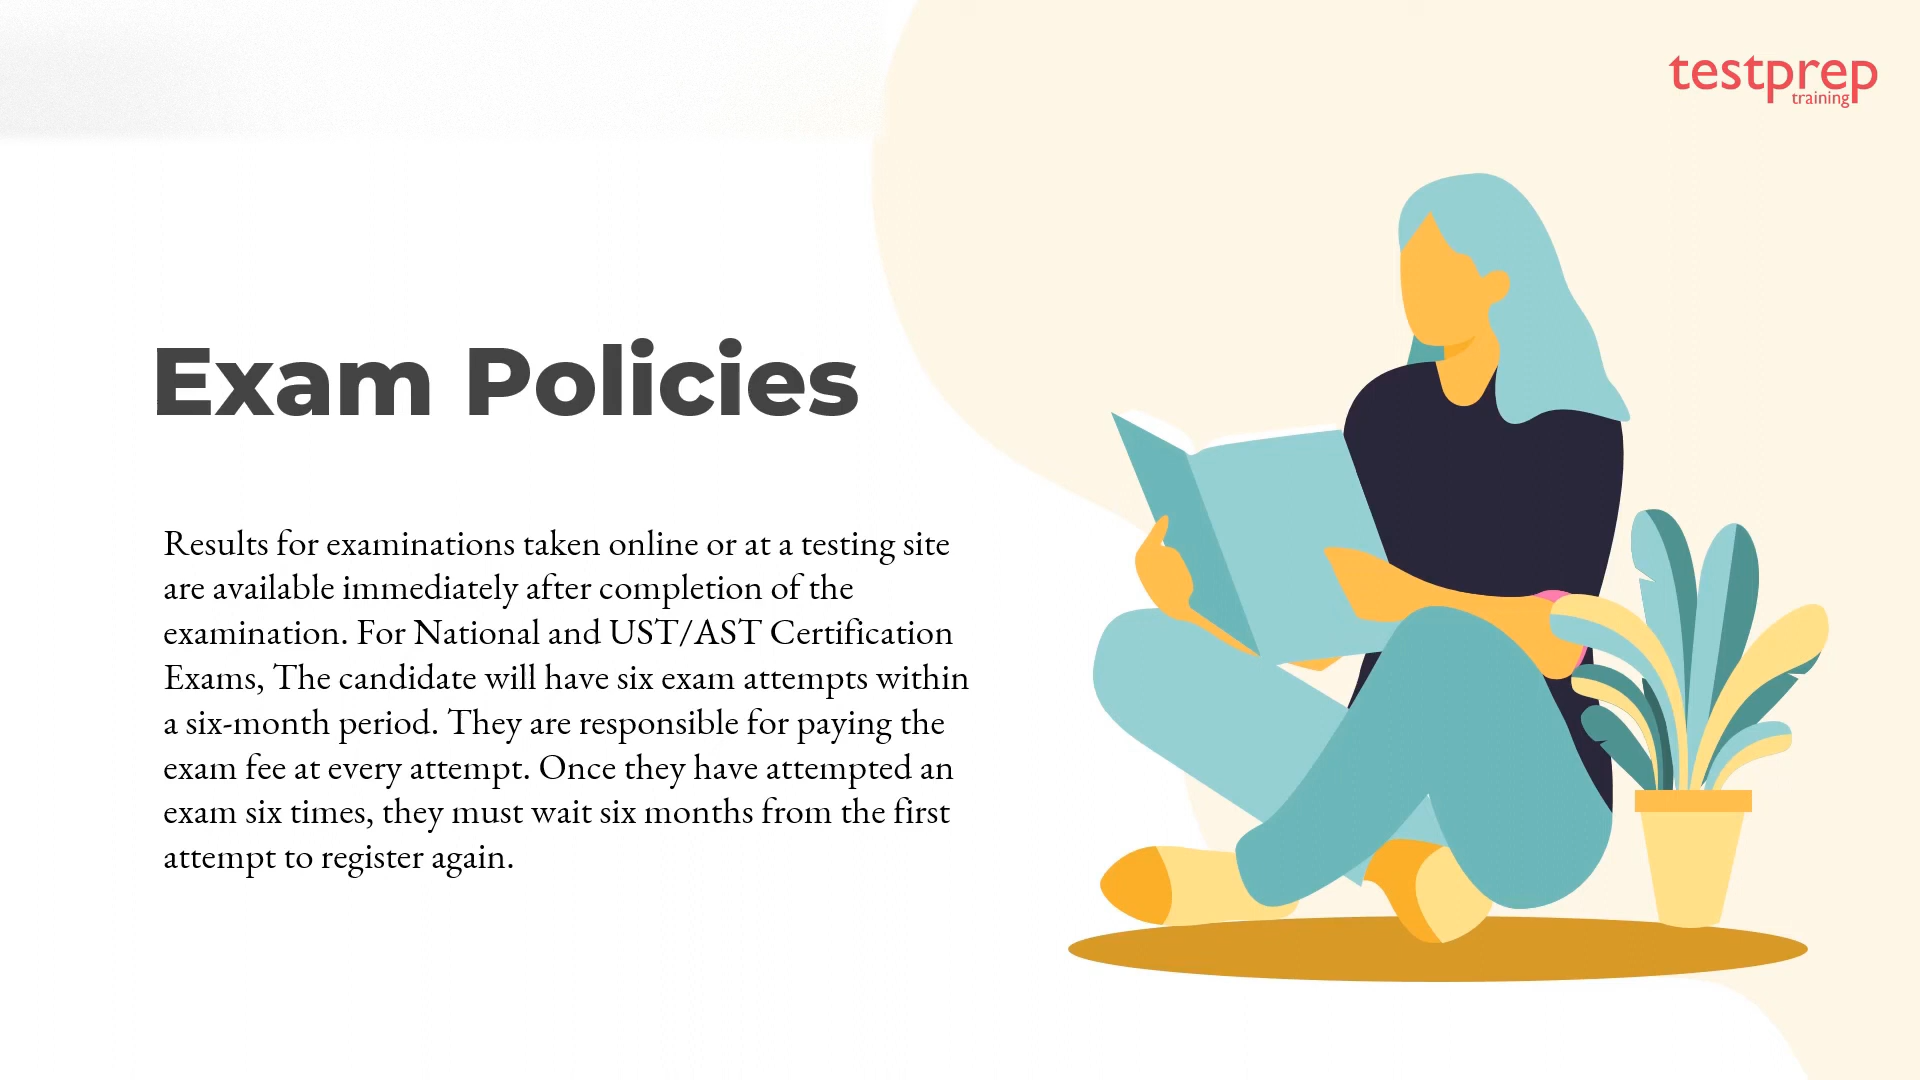 testprep
training
Exam Policies
Results for examinations taken online or at a testing site
are available immediately after completion of the
examination. For National and UST/AST Certification
Exams, The candidate will have six exam attempts within
a six-month period. They are responsible for paying the
exam fee at every attempt. Once they have attempted an
exam six times, they must wait six months from the first
attempt to register again.